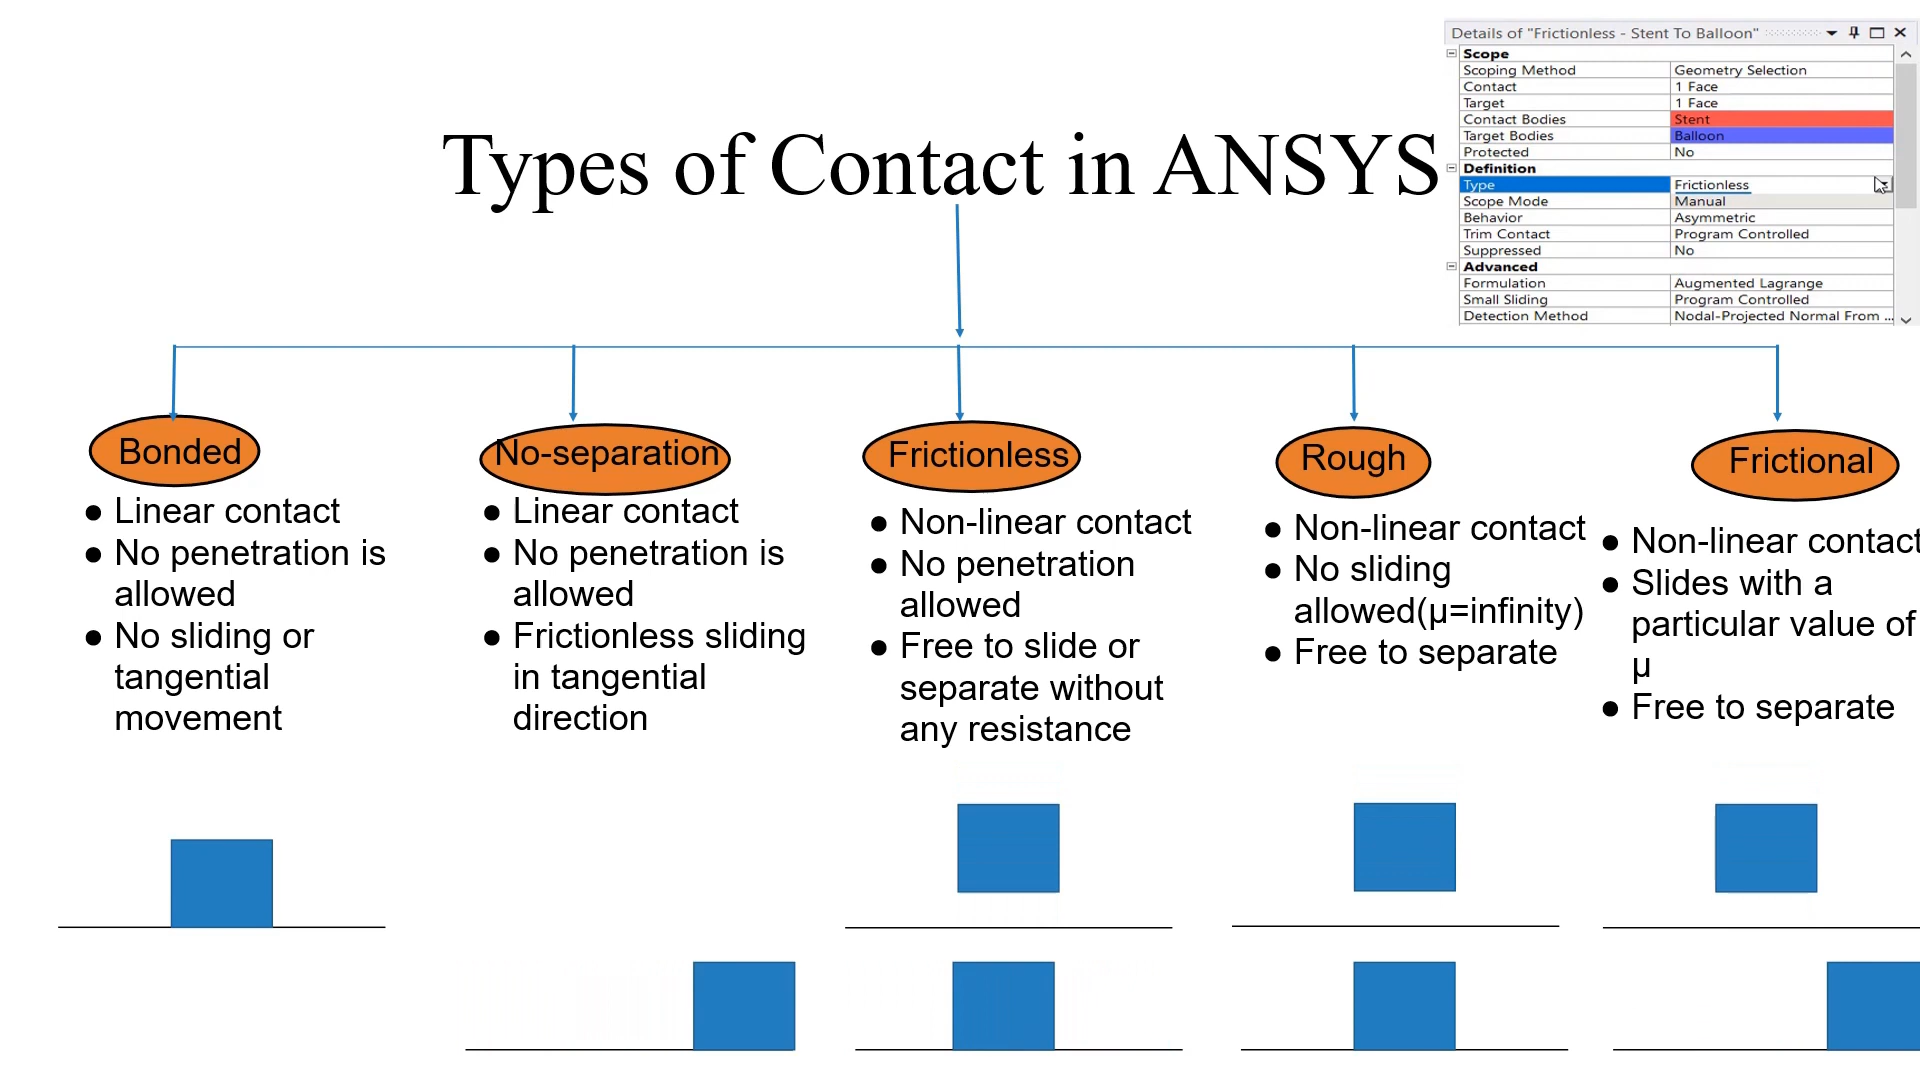 Details of "Frictionless - Stent To Balloon"
Scope
Scoping Method Geometry Selection
Contact 1 Face
Target 1 Face
Contact Bodies Stent
Target Bodies Balloon
Protected No
Definition
Type Frictionless
Scope Mode Manual
Behavior Asymmetric
Trim Contact Program Controlled
Suppressed No
Advanced
Formulation Augmented Lagrange
Small Sliding Program Controlled
Detection Method Nodal-Projected Normal From ...
Types of Contact in ANSYS
Bonded
● Linear contact
● No penetration is
allowed
● No sliding or
tangential
movement
No-separation
● Linear contact
● No penetration is
allowed
● Frictionless sliding
in tangential
direction
Frictionless
● Non-linear contact
● No penetration
allowed
● Free to slide or
separate without
any resistance
Rough
● Non-linear contact
● No sliding
allowed(μ=infinity)
● Free to separate
Frictional
● Non-linear contact
● Slides with a
particular value of
μ
● Free to separate